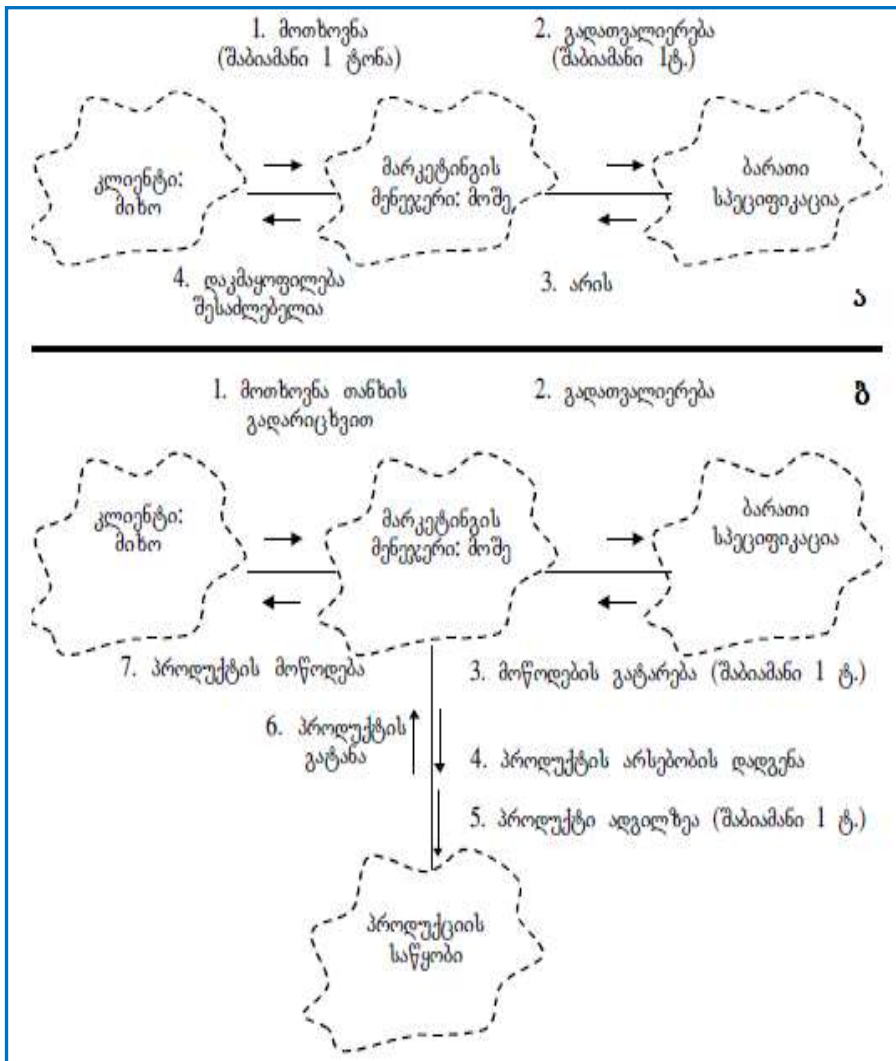 1. მოთხოვნა
(შაბიამანი 1 ტონა)
2. გადათვალიერება
(შაბიამანი 1ტ.)
კლიენტი:
მიხო
მარკეტინგის
მენეჯერი: მოშე
ბარათი
სპეციფიკაცია
4. დაკმაყოფილება
შესაძლებელია
3. არის
ა
1. მოთხოვნა თანხის
გადარიცხვით
2. გადათვალიერება
ბ
კლიენტი:
მიხო
მარკეტინგის
მენეჯერი: მოშე
ბარათი
სპეციფიკაცია
7. პროდუქტის მოწოდება
3. მოწოდების გატარება (შაბიამანი 1 ტ.)
6. პროდუქტის
გატანა
4. პროდუქტის არსებობის დადგენა
5. პროდუქტი ადგილზეა (შაბიამანი 1 ტ.)
პროდუქციის
საწყობი